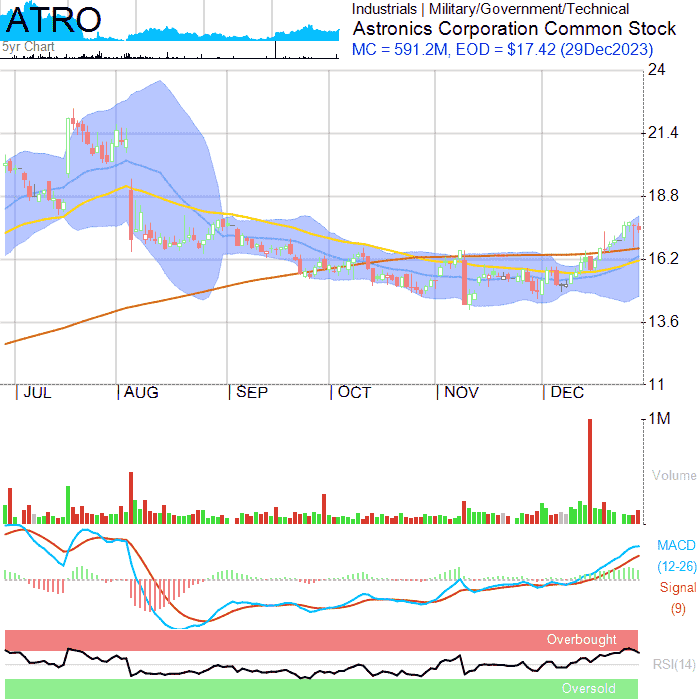 ATRO
5yr Chart
Industrials | Military/Government/Technical
Astronics Corporation Common Stock
MC = 591.2M, EOD = $17.42 (29Dec2023)
24
21.4
18.8
16.2
13.6
11
JUL
AUG
SEP
OCT
NOV
DEC
1M
Volume
MACD
(12-26)
Signal
(9)
Overbought
RSI(14)
Oversold